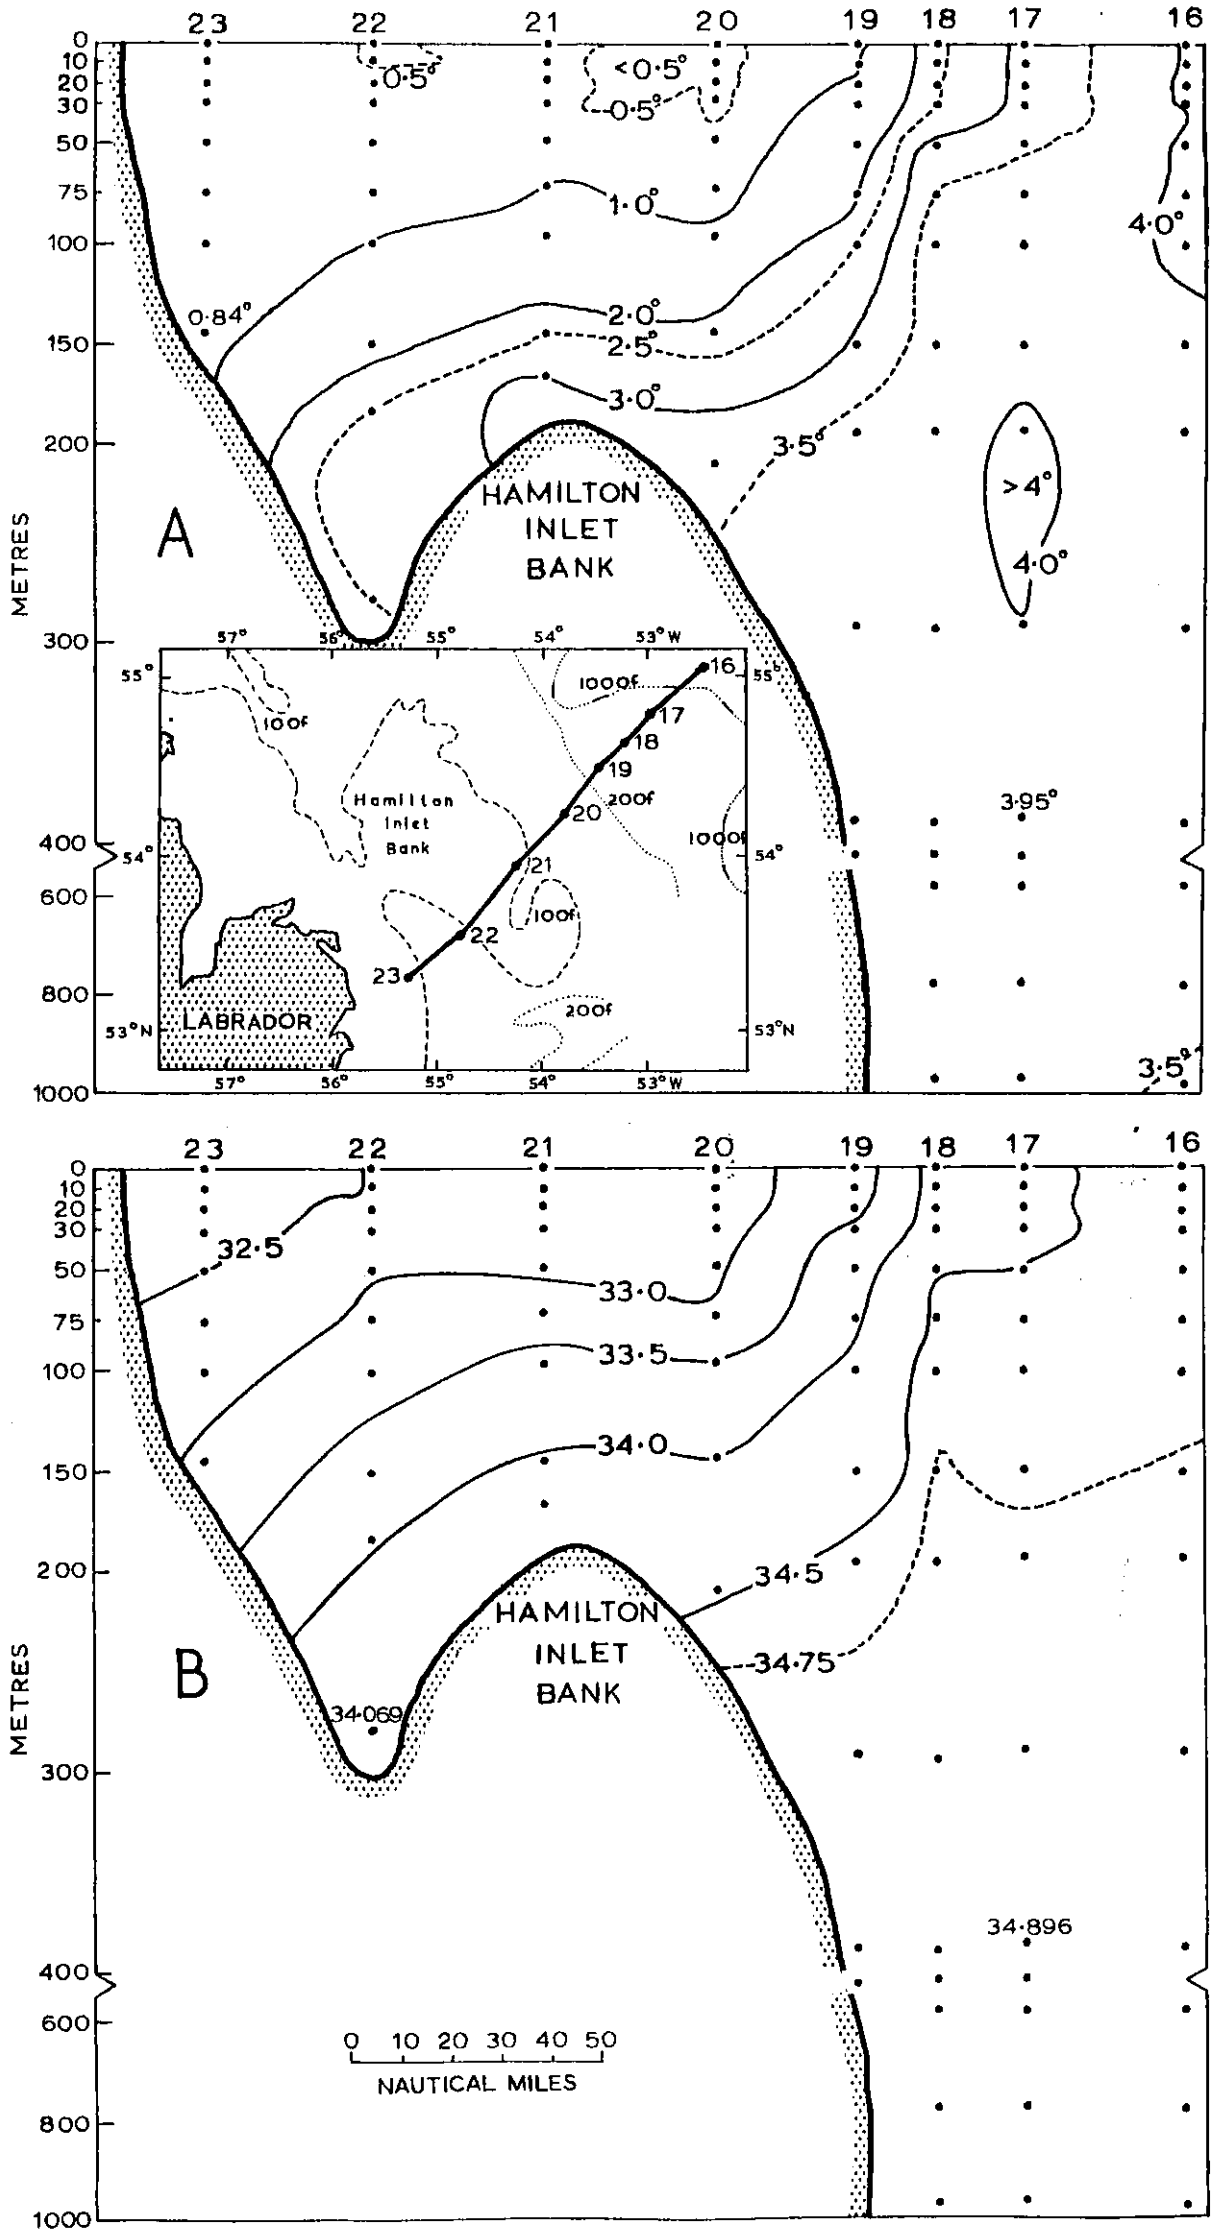 23 22 21 20 19 18 17 16
0
10
20
30
50
75
100
150
200
300
400
600
800
1000
METRES
A
0.5°
<0.5°
0.5°
1.0°
4.0°
0.84°
2.0°
2.5°
3.0°
3.5°
>4°
4.0°
3.95°
3.5°
HAMILTON
INLET
BANK
57° 56° 55° 54° 53°W
55° 55°
16
1000f
17
100f
18
19
200f
20
Hamilton
Inlet
Bank
1000f
54° 54°
21
100f
22
23
200f
LABRADOR
53°N 53°N
57° 56° 55° 54° 53°W
23 22 21 20 19 18 17 16
0
10
20
30
50
75
100
150
200
300
400
600
800
1000
METRES
B
32.5
33.0
33.5
34.0
34.5
34.75
HAMILTON
INLET
BANK
34.069
34.896
0 10 20 30 40 50
NAUTICAL MILES